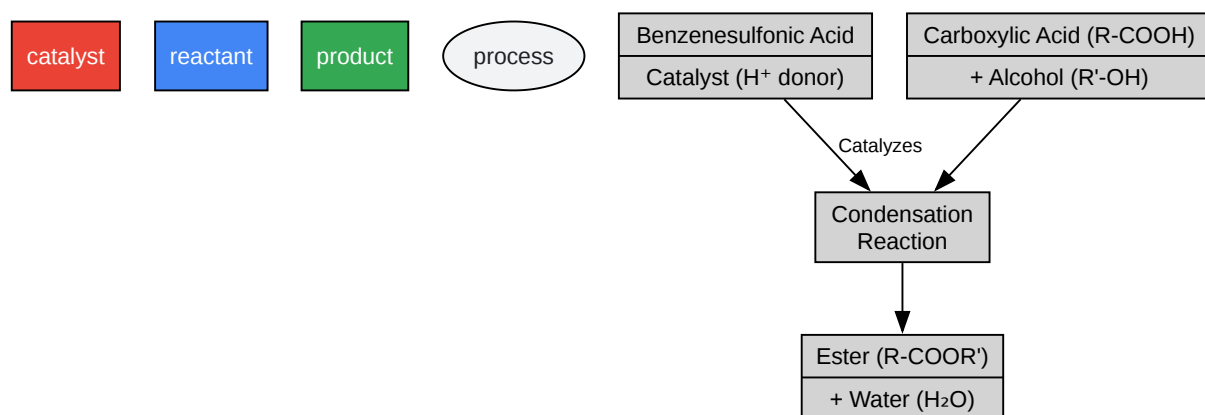 catalyst
reactant
product
process
Benzenesulfonic Acid
Catalyst (H⁺ donor)
Carboxylic Acid (R-COOH)
+ Alcohol (R'-OH)
Catalyzes
Condensation
Reaction
Ester (R-COOR')
+ Water (H₂O)